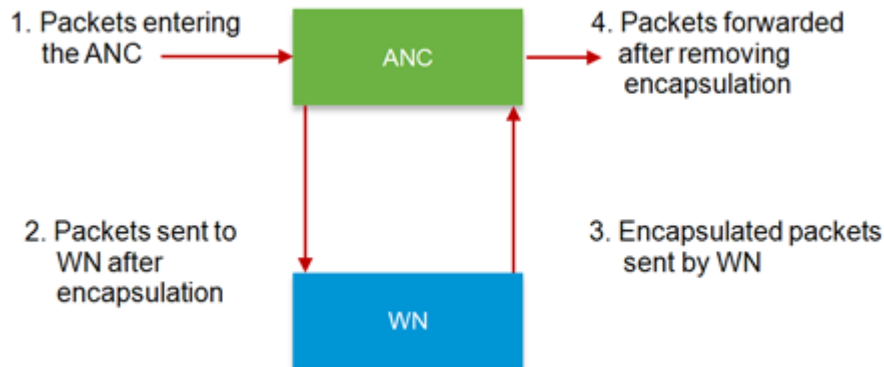 1. Packets entering
the ANC
ANC
4. Packets forwarded
after removing
encapsulation
2. Packets sent to
WN after
encapsulation
3. Encapsulated packets
sent by WN
WN